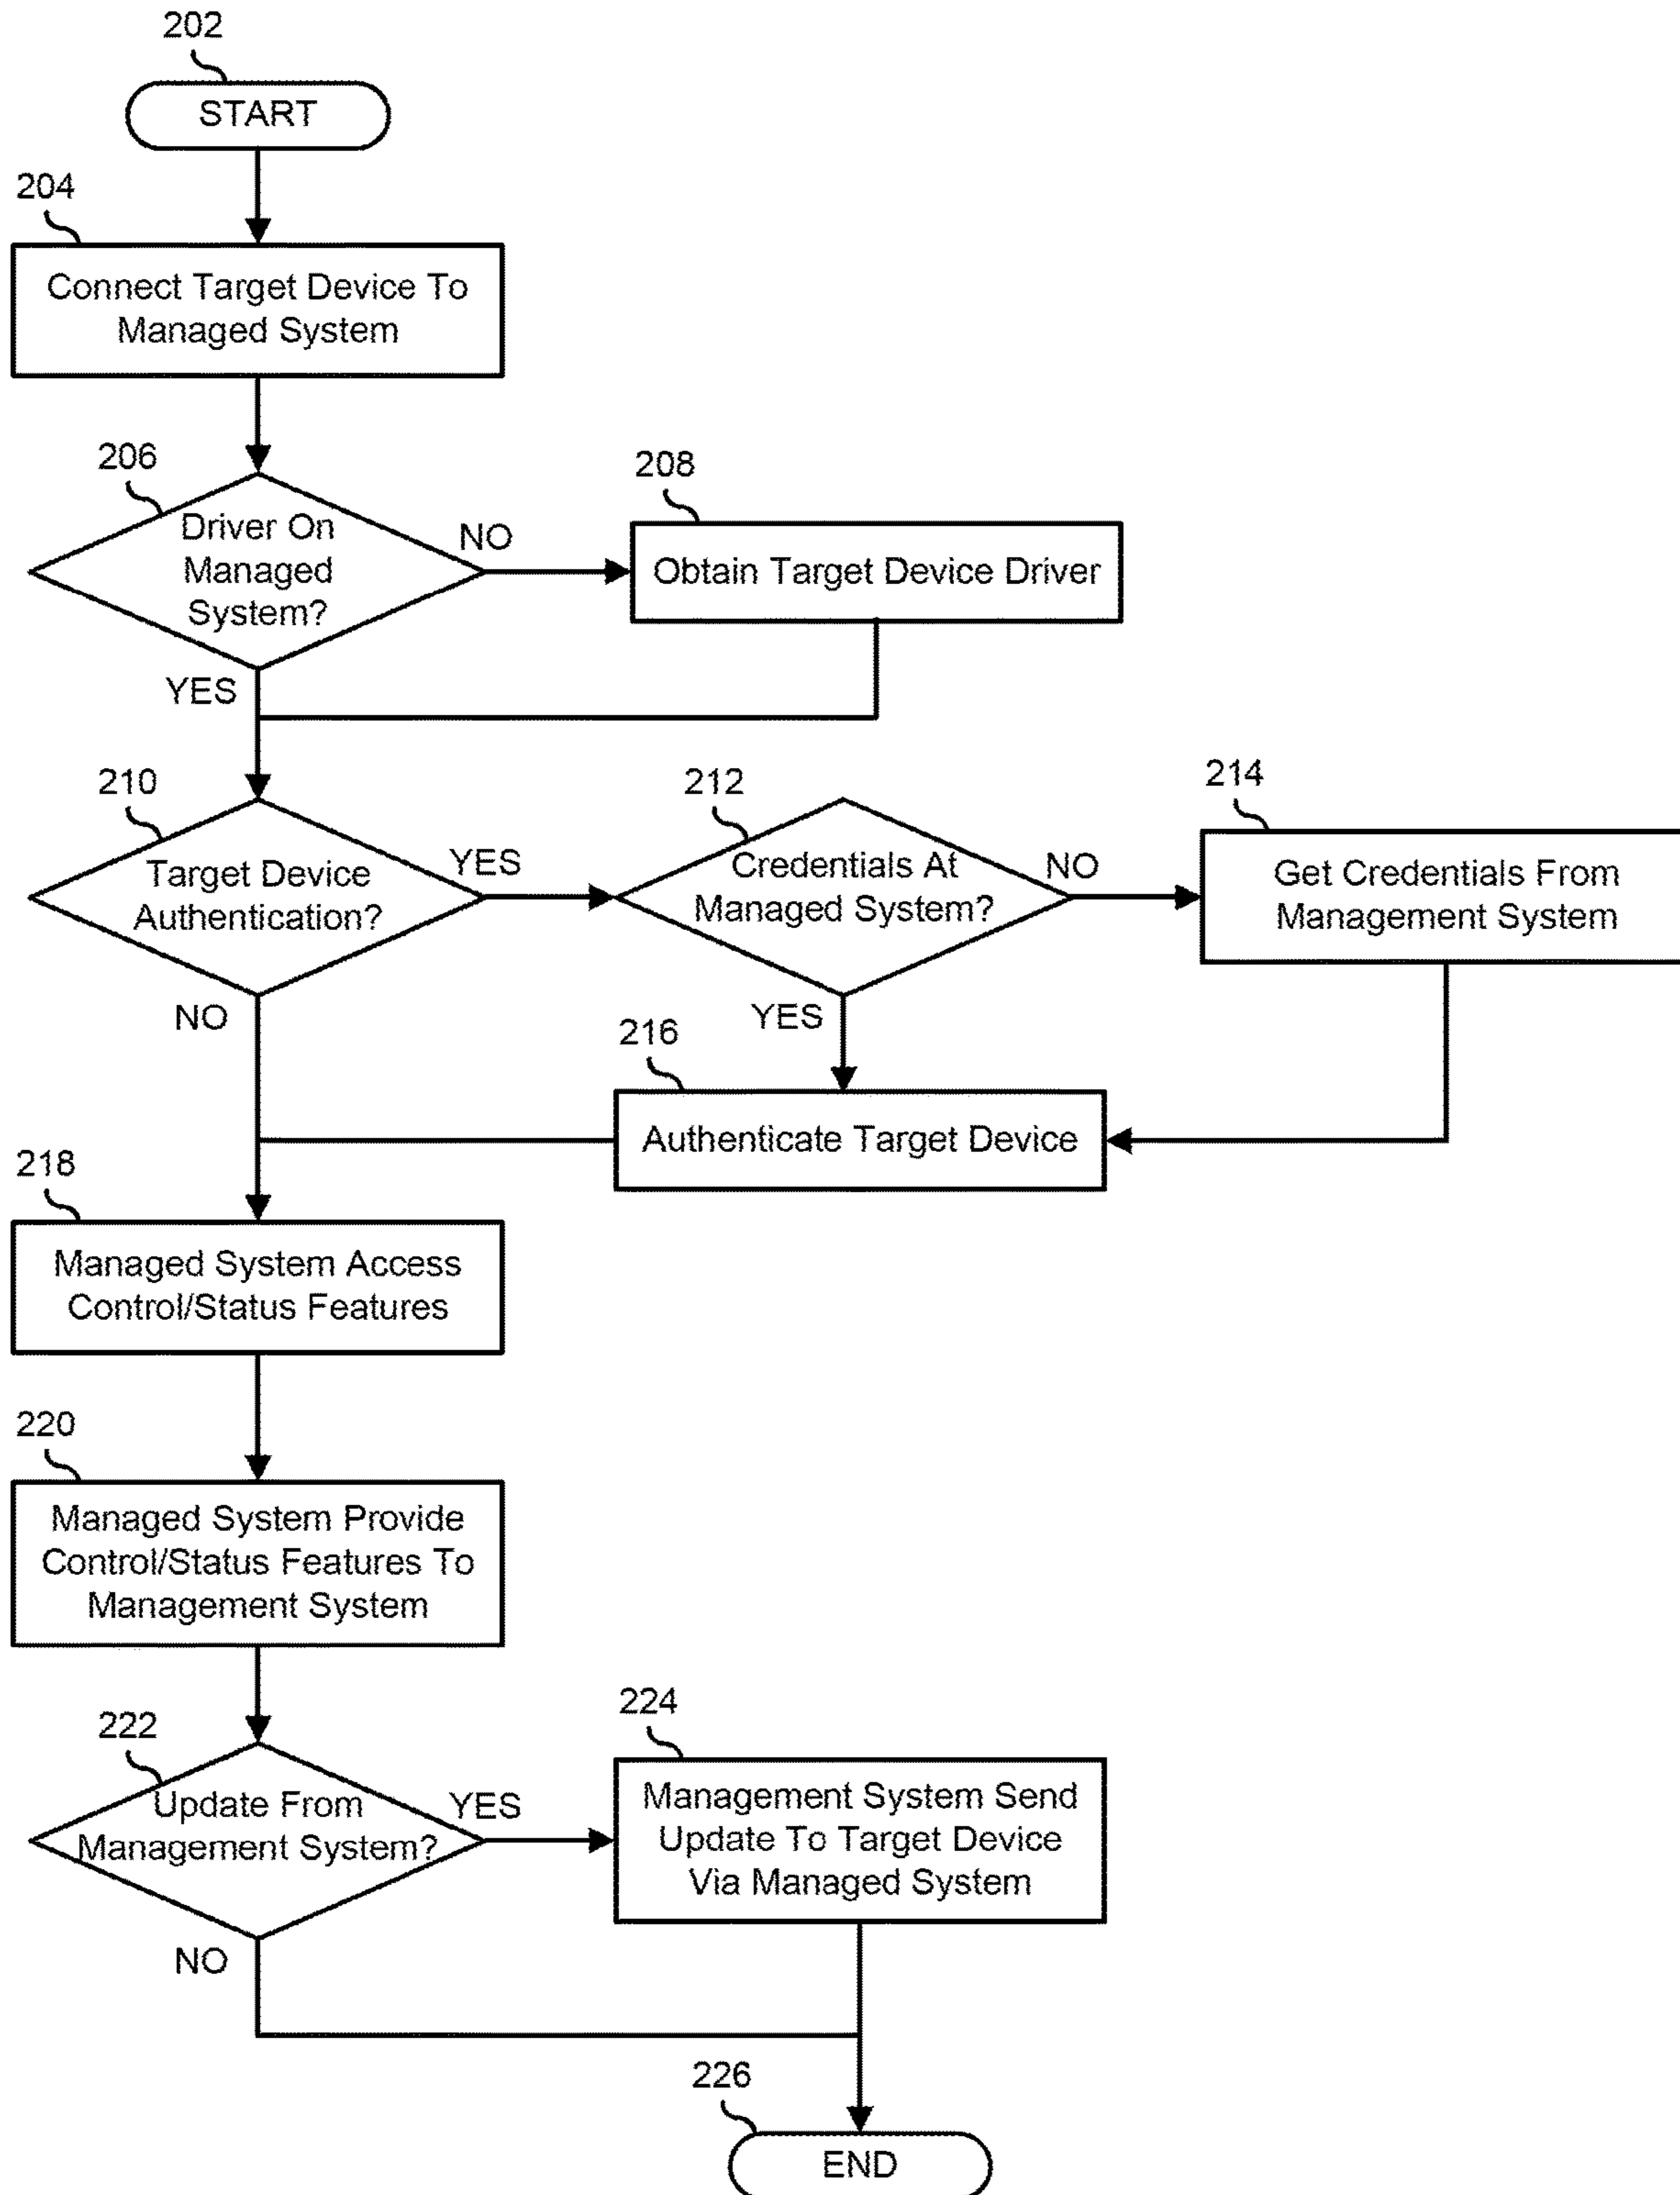 202
START
204
Connect Target Device To
Managed System
206
Driver On
Managed
System?
NO
YES
208
Obtain Target Device Driver
210
Target Device
Authentication?
YES
NO
212
Credentials At
Managed System?
NO
YES
214
Get Credentials From
Management System
216
Authenticate Target Device
218
Managed System Access
Control/Status Features
220
Managed System Provide
Control/Status Features To
Management System
222
Update From
Management System?
YES
NO
224
Management System Send
Update To Target Device
Via Managed System
226
END